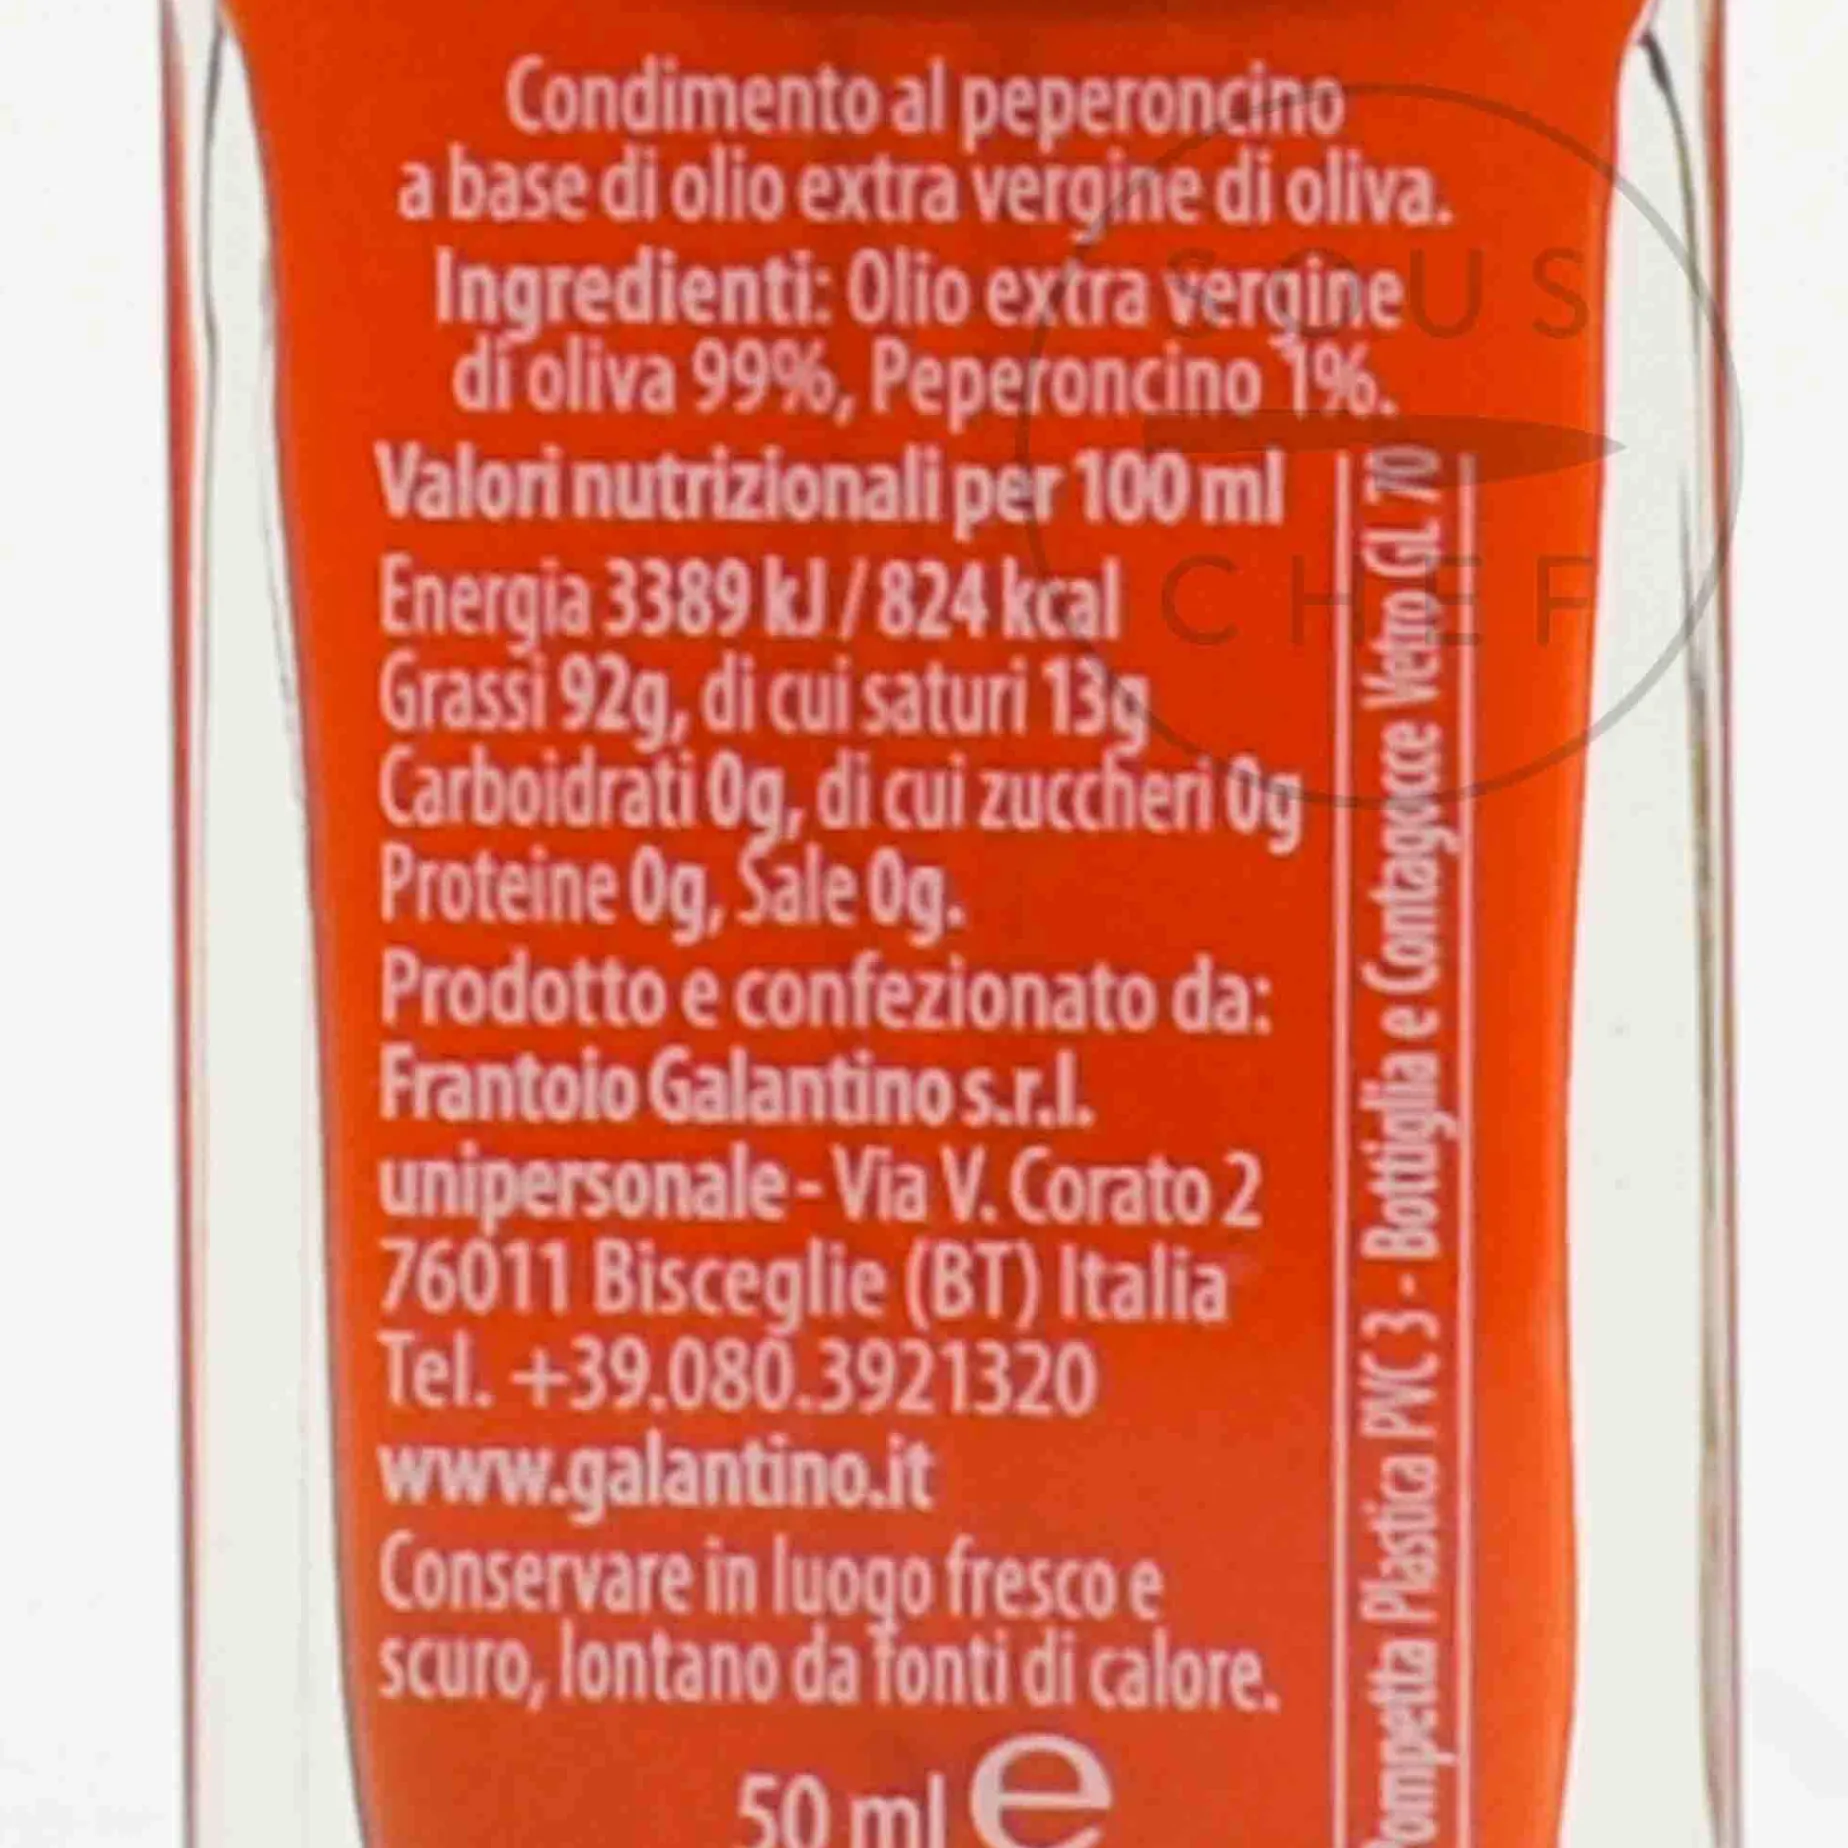 Condimento al peperoncino
a base di olio extra vergine di oliva.
Ingredienti: Olio extra vergine
di oliva 99%, Peperoncino 1%.
Valori nutrizionali per 100 ml
Energia 3389 kJ / 824 kcal
Grassi 92g, di cui saturi 13g
Carboidrati 0g, di cui zuccheri 0g
Proteine 0g, Sale 0g.
Prodotto e confezionato da:
Frantoio Galantino s.r.l.
unipersonale - Via V. Corato 2
76011 Bisceglie (BT) Italia
Tel. +39.080.3921320
www.galantino.it
Conservare in luogo fresco e
scuro, lontano da fonti di calore.
50 ml e
Pompetta Plastica PVC 3 - Bottiglia e Contagocce Vetro GL 70
SOUS
CHEF